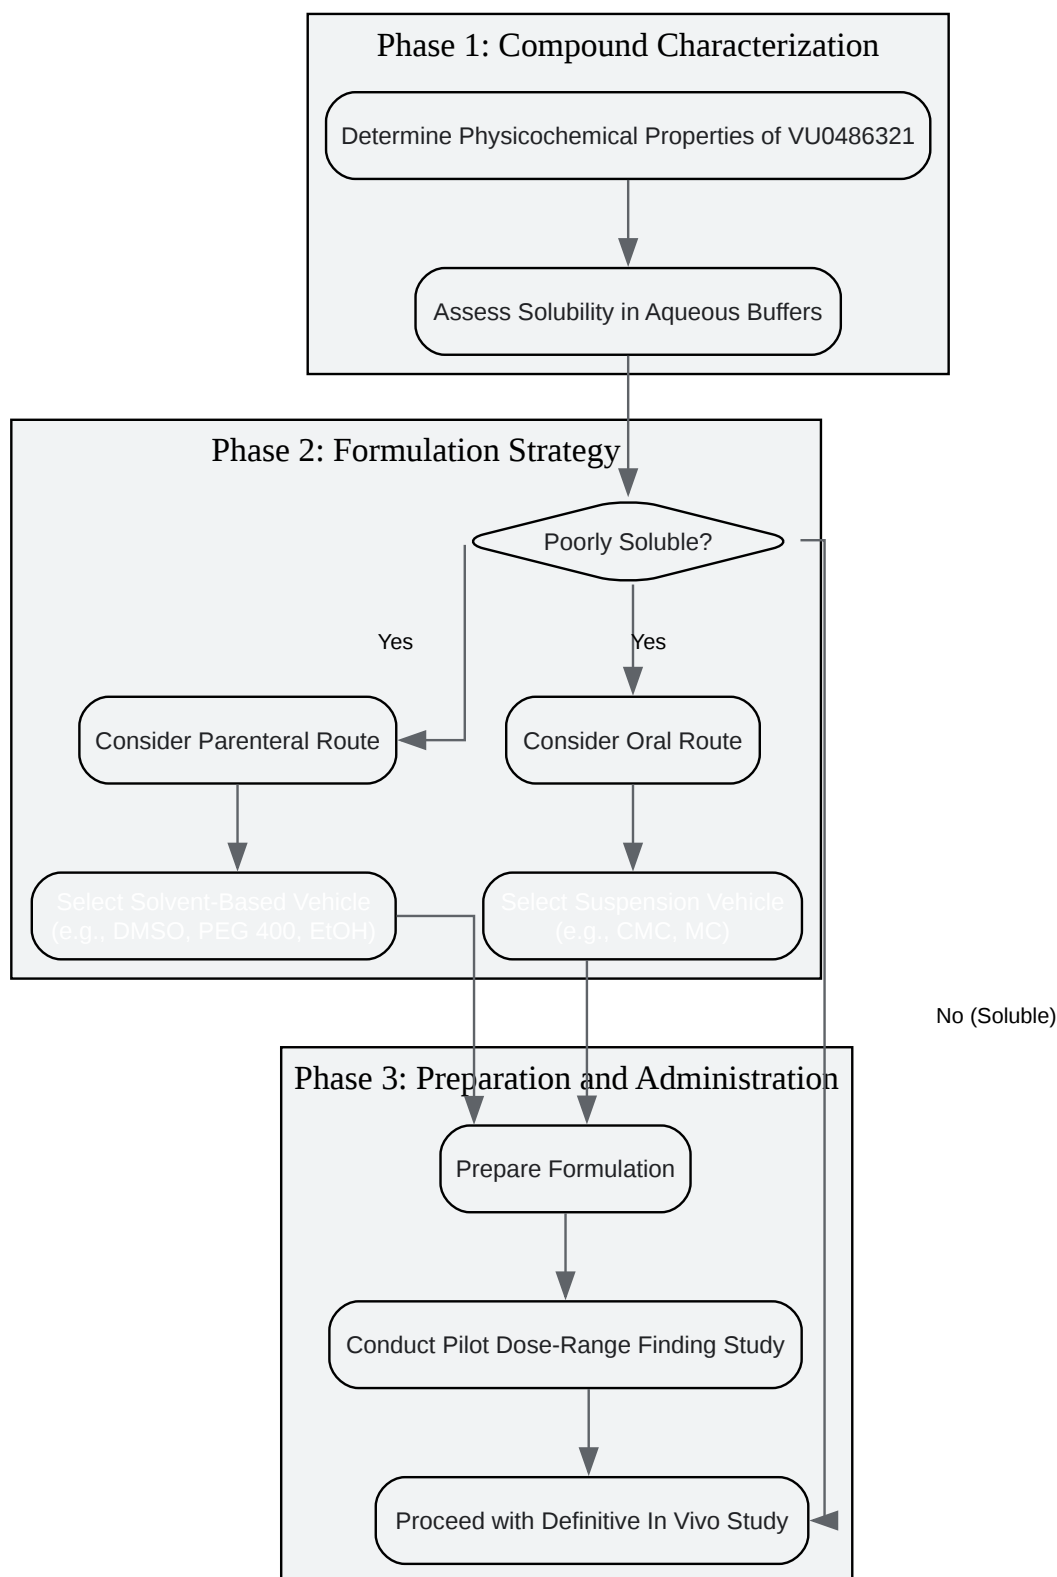 Phase 1: Compound Characterization
Determine Physicochemical Properties of VU0486321
Assess Solubility in Aqueous Buffers
Phase 2: Formulation Strategy
Poorly Soluble?
Yes
Yes
Consider Parenteral Route
Consider Oral Route
Select Solvent-Based Vehicle
(e.g., DMSO, PEG 400, EtOH)
Select Suspension Vehicle
(e.g., CMC, MC)
No (Soluble)
Phase 3: Preparation and Administration
Prepare Formulation
Conduct Pilot Dose-Range Finding Study
Proceed with Definitive In Vivo Study